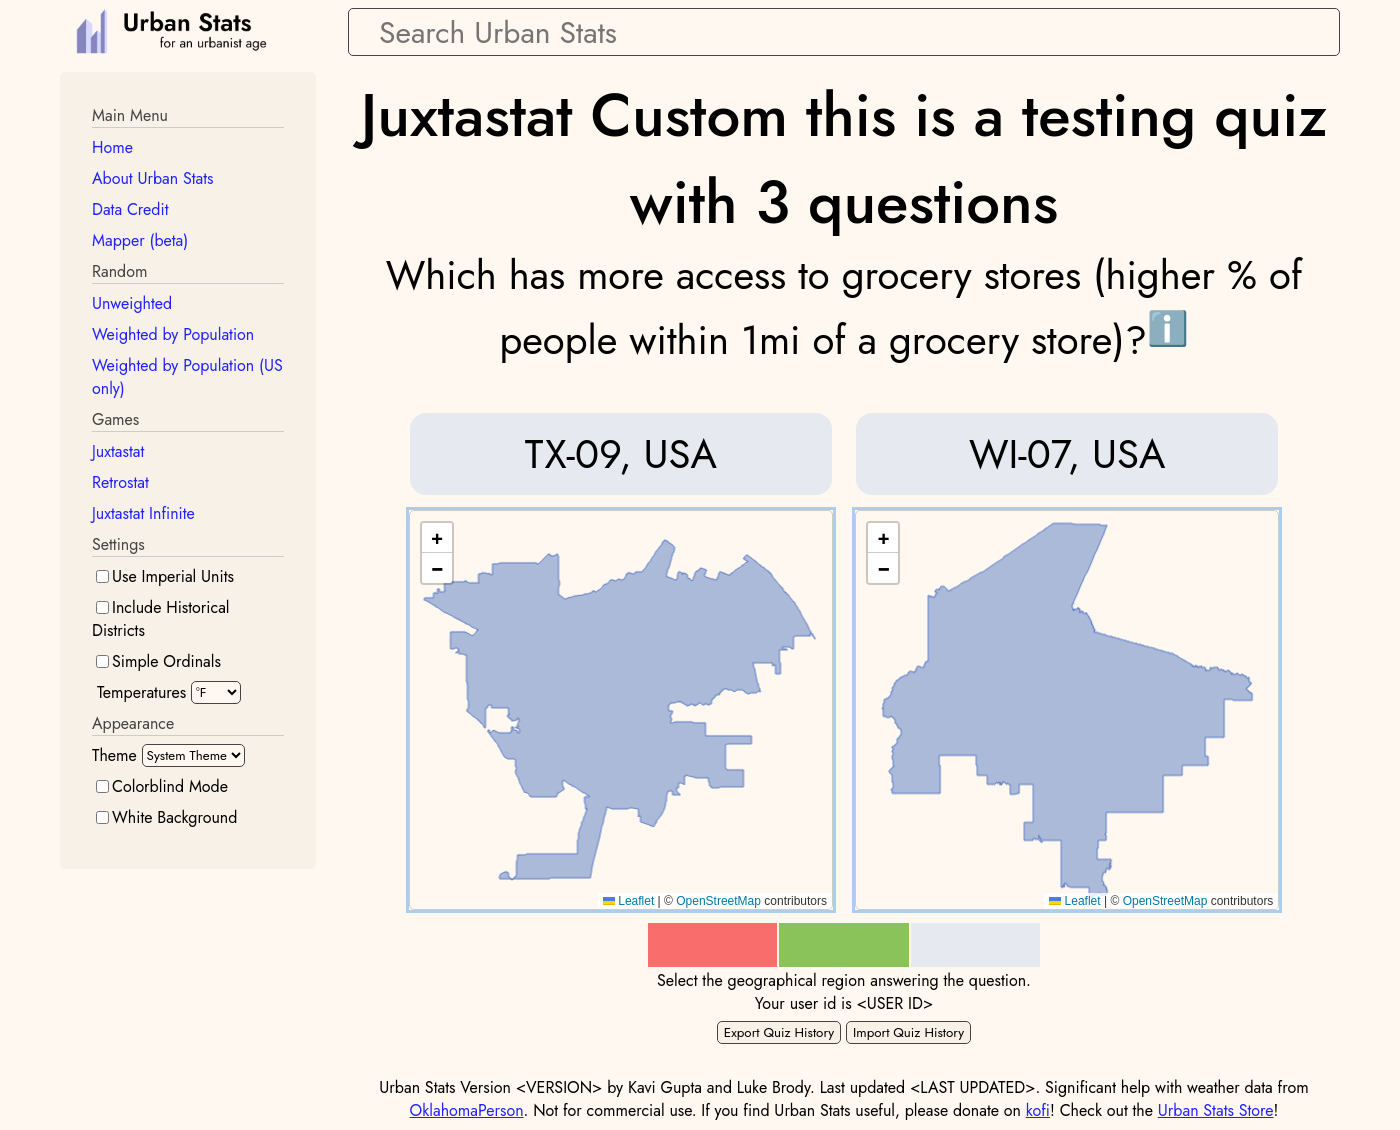 Urban Stats
for an urbanist age
Search Urban Stats
Main Menu
Home
About Urban Stats
Data Credit
Mapper (beta)
Random
Unweighted
Weighted by Population
Weighted by Population (US
only)
Games
Juxtastat
Retrostat
Juxtastat Infinite
Settings
Use Imperial Units
Include Historical
Districts
Simple Ordinals
Temperatures °F
Appearance
Theme System Theme
Colorblind Mode
White Background
Juxtastat Custom this is a testing quiz
with 3 questions
Which has more access to grocery stores (higher % of
people within 1mi of a grocery store)?ℹ️
TX-09, USA
WI-07, USA
+
−
Leaflet | © OpenStreetMap contributors
+
−
Leaflet | © OpenStreetMap contributors
Select the geographical region answering the question.
Your user id is <USER ID>
Export Quiz History Import Quiz History
Urban Stats Version <VERSION> by Kavi Gupta and Luke Brody. Last updated <LAST UPDATED>. Significant help with weather data from
OklahomaPerson. Not for commercial use. If you find Urban Stats useful, please donate on kofi! Check out the Urban Stats Store!